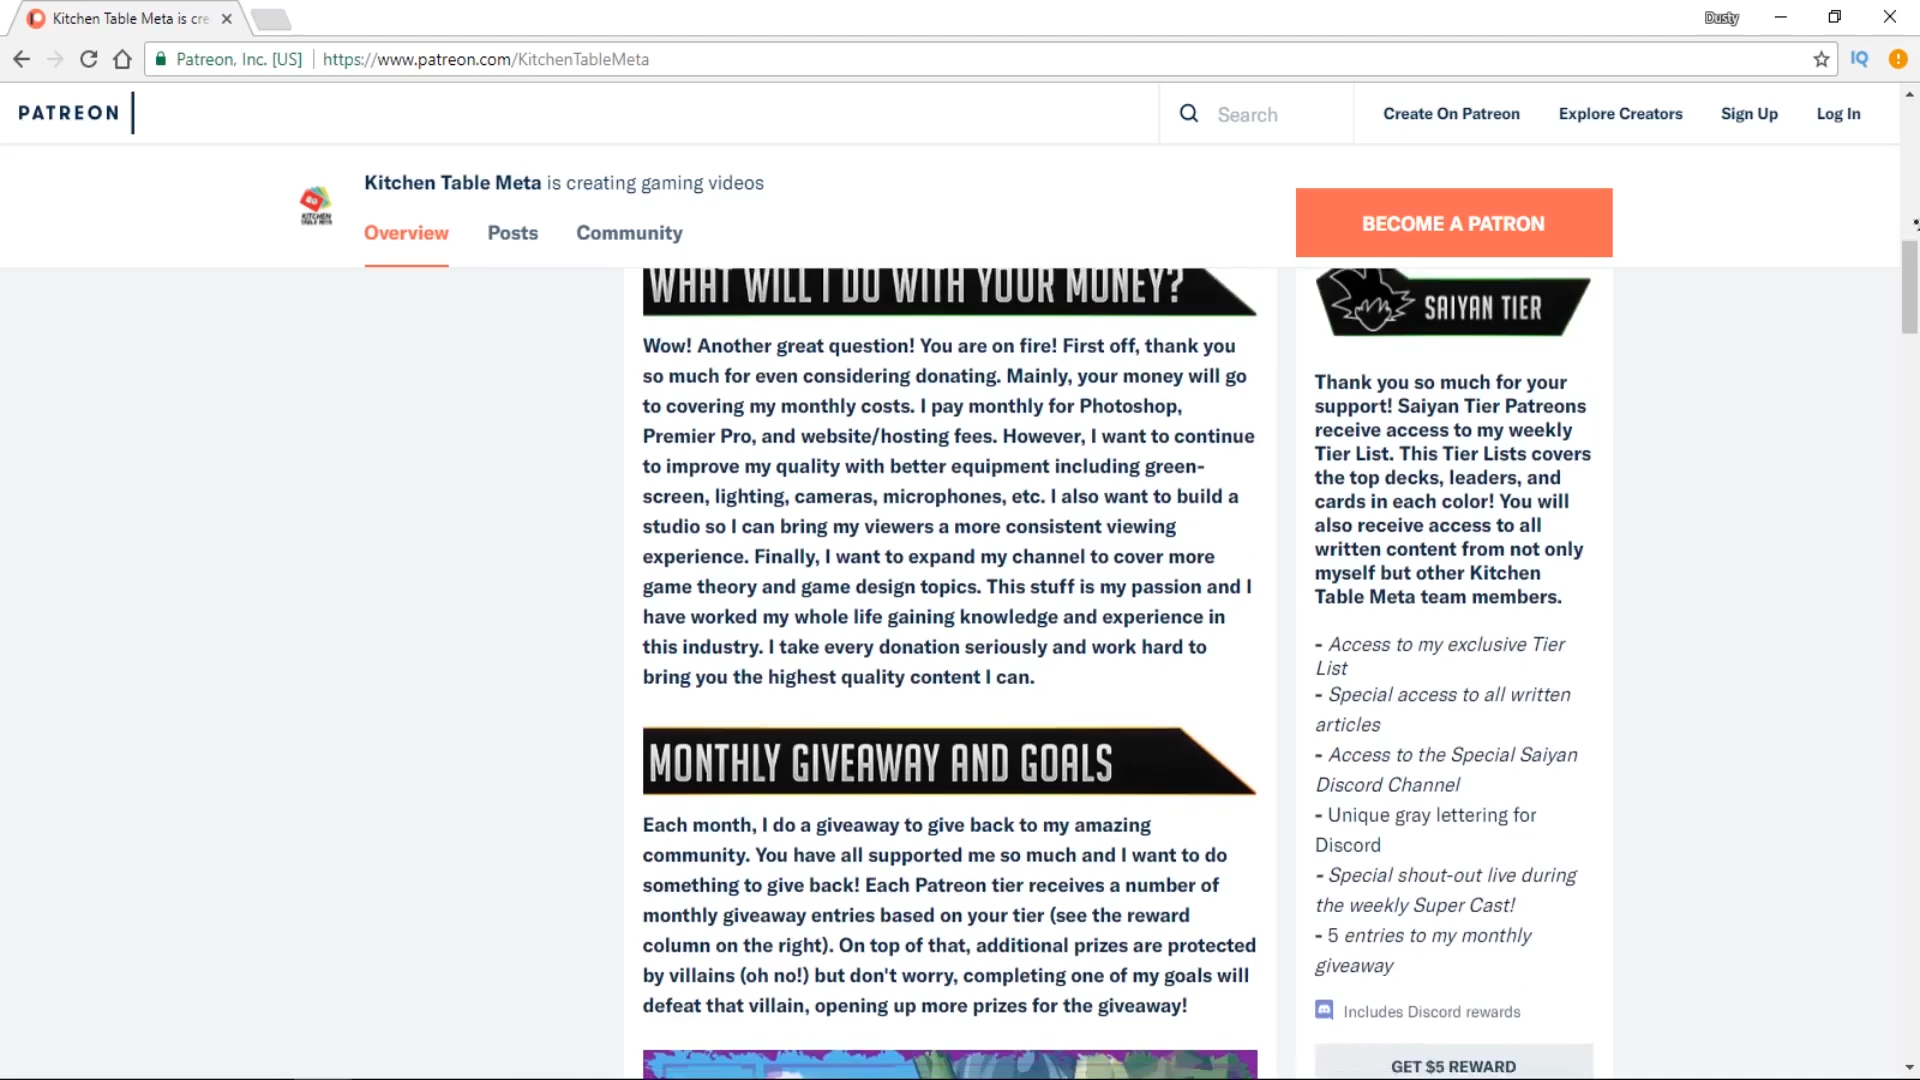 Kitchen Table Meta is cre
Dusty
Patreon, Inc. [US]
https://www.patreon.com/KitchenTableMeta
IQ
PATREON
Search
Create On Patreon
Explore Creators
Sign Up
Log In
KITCHEN
TABLE META
Kitchen Table Meta is creating gaming videos
Overview
Posts
Community
BECOME A PATRON
WHAT WILL I DO WITH YOUR MONEY?
Wow! Another great question! You are on fire! First off, thank you
so much for even considering donating. Mainly, your money will go
to covering my monthly costs. I pay monthly for Photoshop,
Premier Pro, and website/hosting fees. However, I want to continue
to improve my quality with better equipment including green-
screen, lighting, cameras, microphones, etc. I also want to build a
studio so I can bring my viewers a more consistent viewing
experience. Finally, I want to expand my channel to cover more
game theory and game design topics. This stuff is my passion and I
have worked my whole life gaining knowledge and experience in
this industry. I take every donation seriously and work hard to
bring you the highest quality content I can.
MONTHLY GIVEAWAY AND GOALS
Each month, I do a giveaway to give back to my amazing
community. You have all supported me so much and I want to do
something to give back! Each Patreon tier receives a number of
monthly giveaway entries based on your tier (see the reward
column on the right). On top of that, additional prizes are protected
by villains (oh no!) but don't worry, completing one of my goals will
defeat that villain, opening up more prizes for the giveaway!
SAIYAN TIER
Thank you so much for your
support! Saiyan Tier Patreons
receive access to my weekly
Tier List. This Tier Lists covers
the top decks, leaders, and
cards in each color! You will
also receive access to all
written content from not only
myself but other Kitchen
Table Meta team members.
- Access to my exclusive Tier
List
- Special access to all written
articles
- Access to the Special Saiyan
Discord Channel
- Unique gray lettering for
Discord
- Special shout-out live during
the weekly Super Cast!
- 5 entries to my monthly
giveaway
Includes Discord rewards
GET $5 REWARD